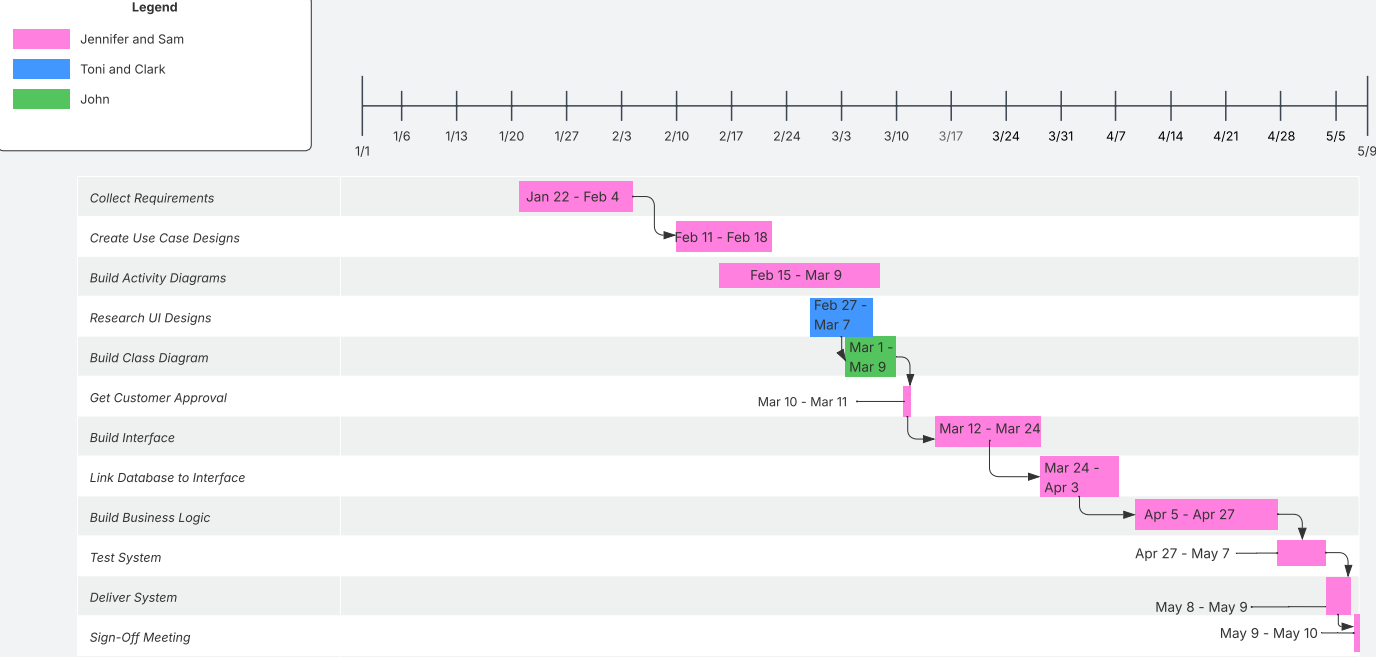 Legend
Jennifer and Sam
Toni and Clark
John
1/6 1/13 1/20 1/27 2/3 2/10 2/17 2/24 3/3 3/10 3/17 3/24 3/31 4/7 4/14 4/21 4/28 5/5
1/1 5/9
Collect Requirements Jan 22 - Feb 4
Create Use Case Designs Feb 11 - Feb 18
Build Activity Diagrams Feb 15 - Mar 9
Research UI Designs Feb 27 -
Mar 7
Build Class Diagram Mar 1 -
Mar 9
Get Customer Approval Mar 10 - Mar 11
Build Interface Mar 12 - Mar 24
Link Database to Interface Mar 24 -
Apr 3
Build Business Logic Apr 5 - Apr 27
Test System Apr 27 - May 7
Deliver System May 8 - May 9
Sign-Off Meeting May 9 - May 10